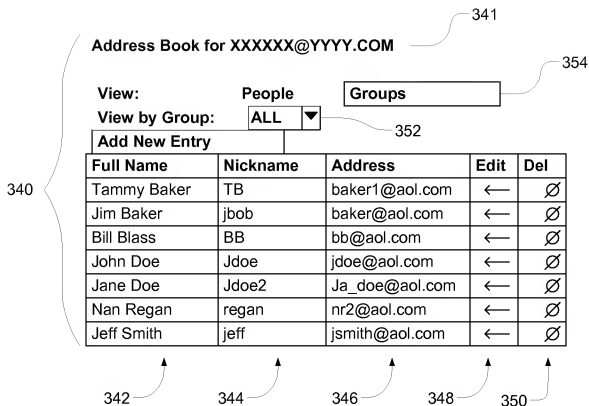 341
Address Book for XXXXXX@YYYY.COM
354
View: People Groups
View by Group: ALL
352
Add New Entry
Full Name Nickname Address Edit Del
340
Tammy Baker TB baker1@aol.com
Jim Baker jbob baker@aol.com
Bill Blass BB bb@aol.com
John Doe Jdoe jdoe@aol.com
Jane Doe Jdoe2 Ja_doe@aol.com
Nan Regan regan nr2@aol.com
Jeff Smith jeff jsmith@aol.com
342 344 346 348 350